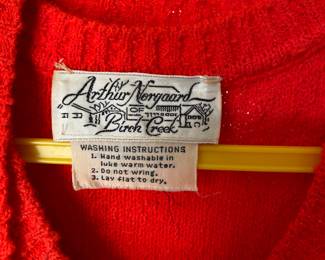 Arthur Norgaard
Birch Creek
WASHING INSTRUCTIONS
1. Hand washable in
luke warm water.
2. Do not wring.
3. Lay flat to dry.